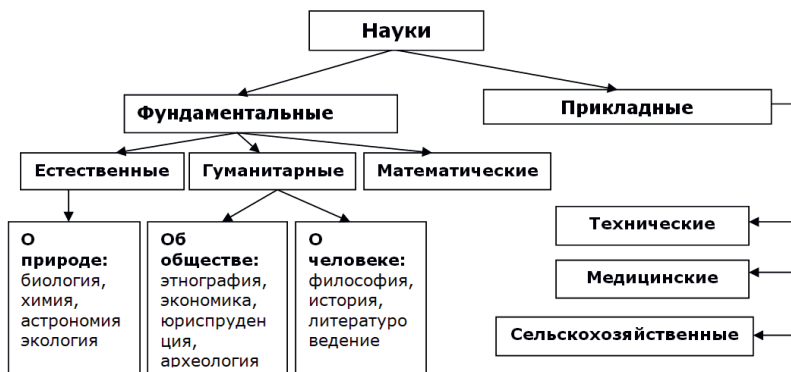 Науки
Фундаментальные
Прикладные
Естественные
Гуманитарные
Математические
О
природе:
биология,
химия,
астрономия
экология
Об
обществе:
этнография,
экономика,
юриспруден
ция,
археология
О
человеке:
философия,
история,
литературо
ведение
Технические
Медицинские
Сельскохозяйственные